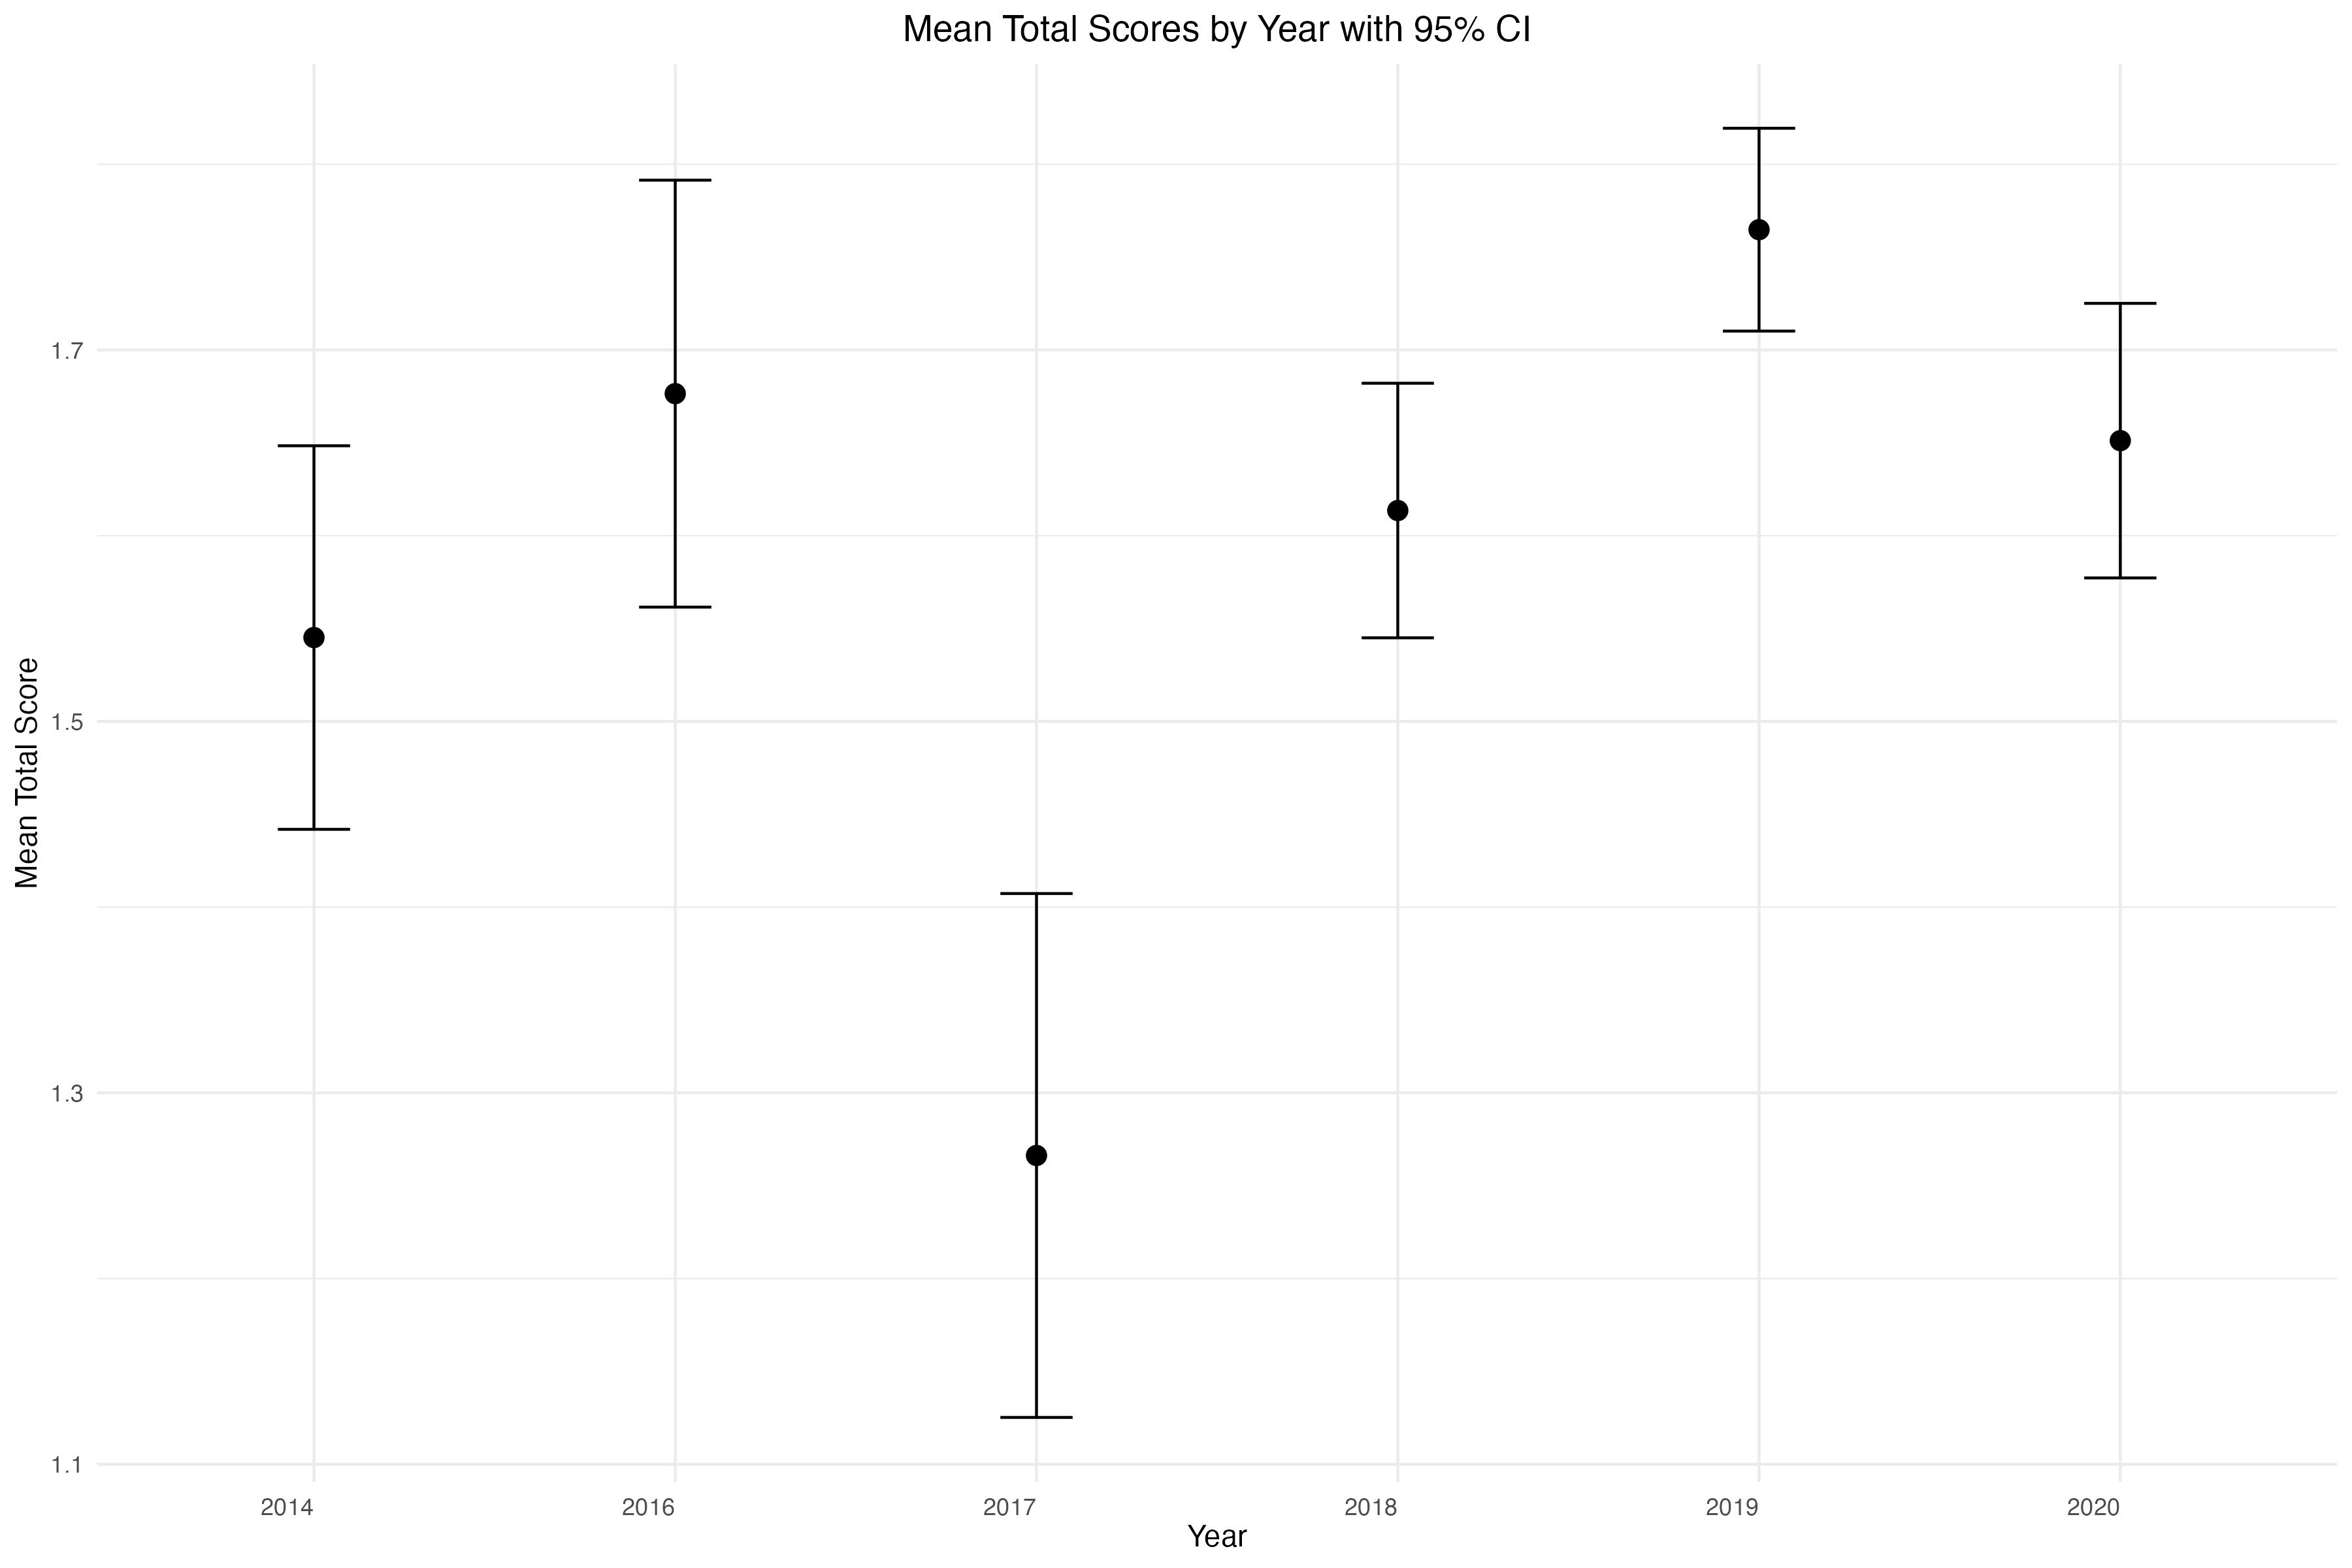 Mean Total Scores by Year with 95% CI
Mean Total Score
1.7
1.5
1.3
1.1
2014 2016 2017 2018 2019 2020
Year